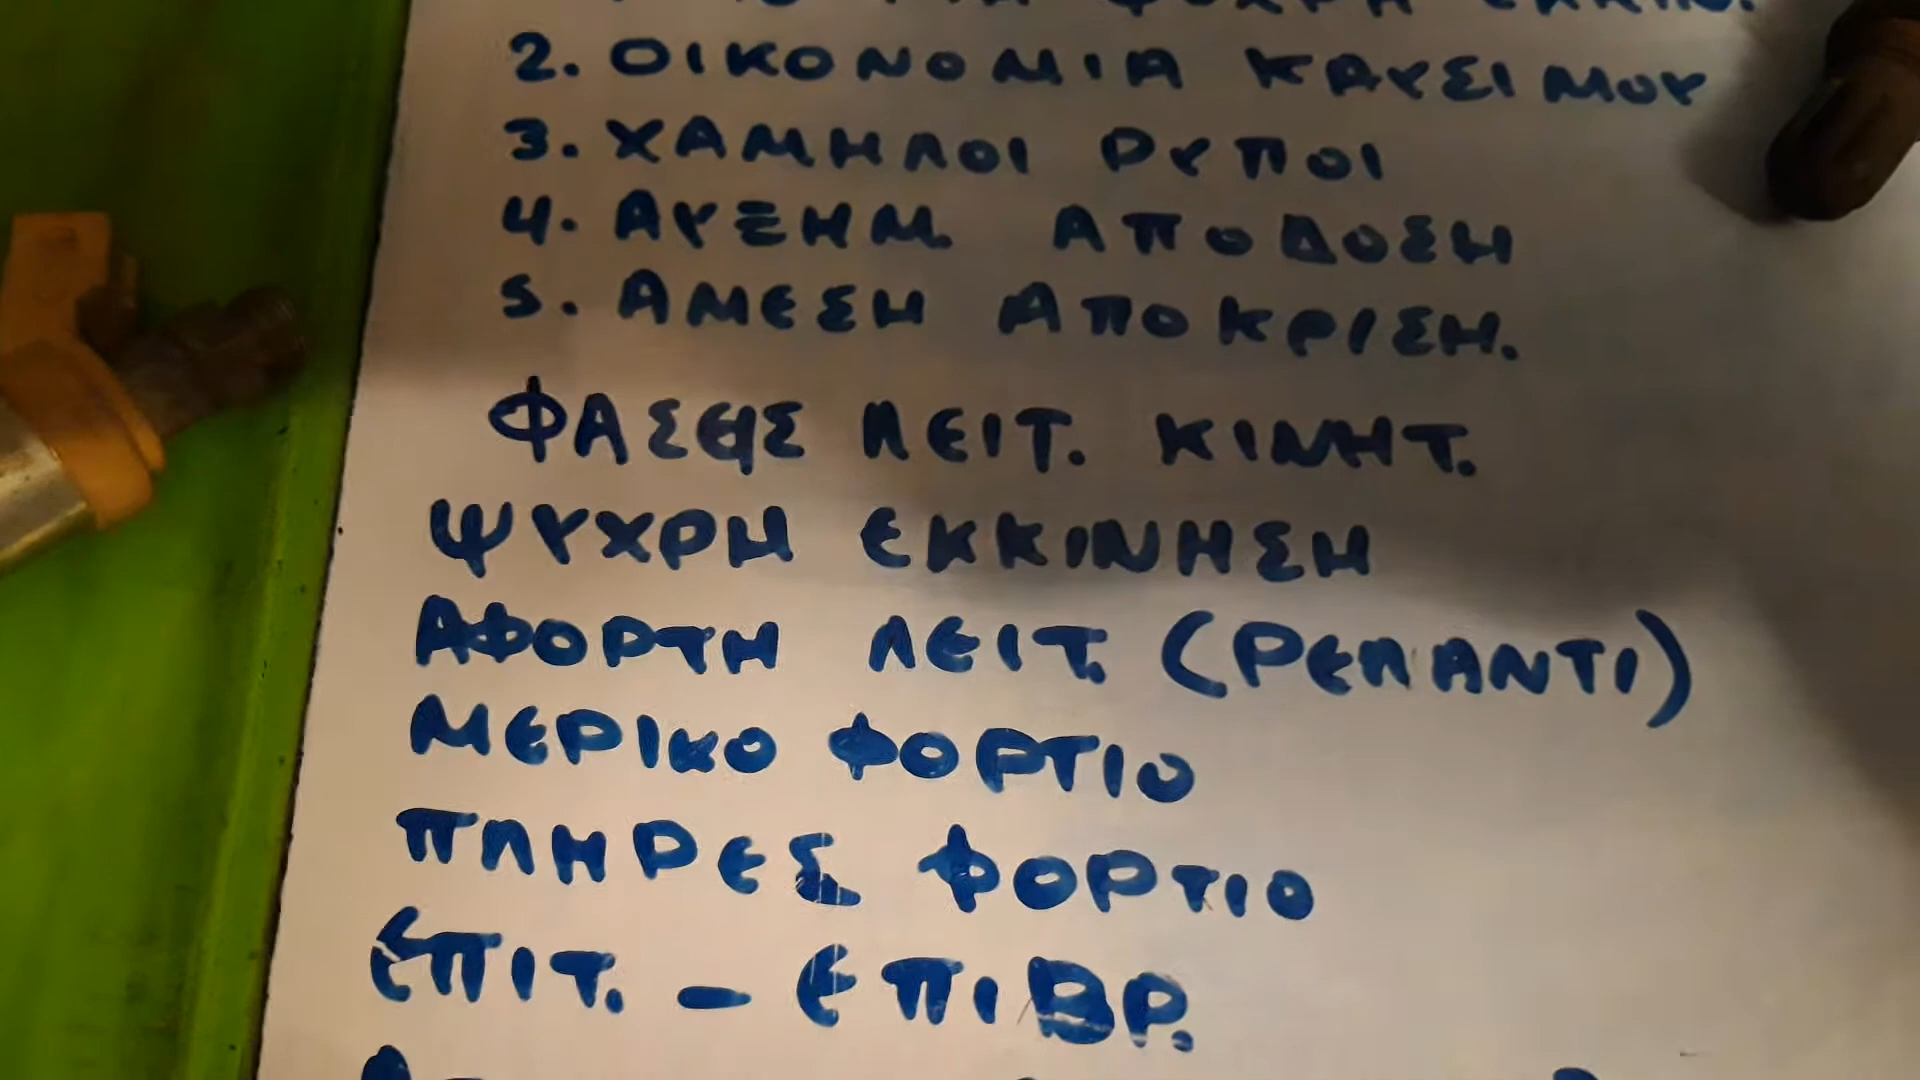 2. ΟΙΚΟΝΟΜΙΑ ΚΑΥΣΙΜΟΥ
3. ΧΑΜΗΛΟΙ ΡΥΠΟΙ
4. ΑΥΞΗΜ. ΑΠΟΔΟΣΗ
5. ΑΜΕΣΗ ΑΠΟΚΡΙΣΗ.
ΦΑΣΕΙΣ ΛΕΙΤ. ΚΙΝΗΤ.
ΨΥΧΡΗ ΕΚΚΙΝΗΣΗ
ΑΦΟΡΤΗ ΛΕΙΤ. (ΡΕΛΑΝΤΙ)
ΜΕΡΙΚΟ ΦΟΡΤΙΟ
ΠΛΗΡΕΣ ΦΟΡΤΙΟ
ΕΠΙΤ. - ΕΠΙΒΡ.